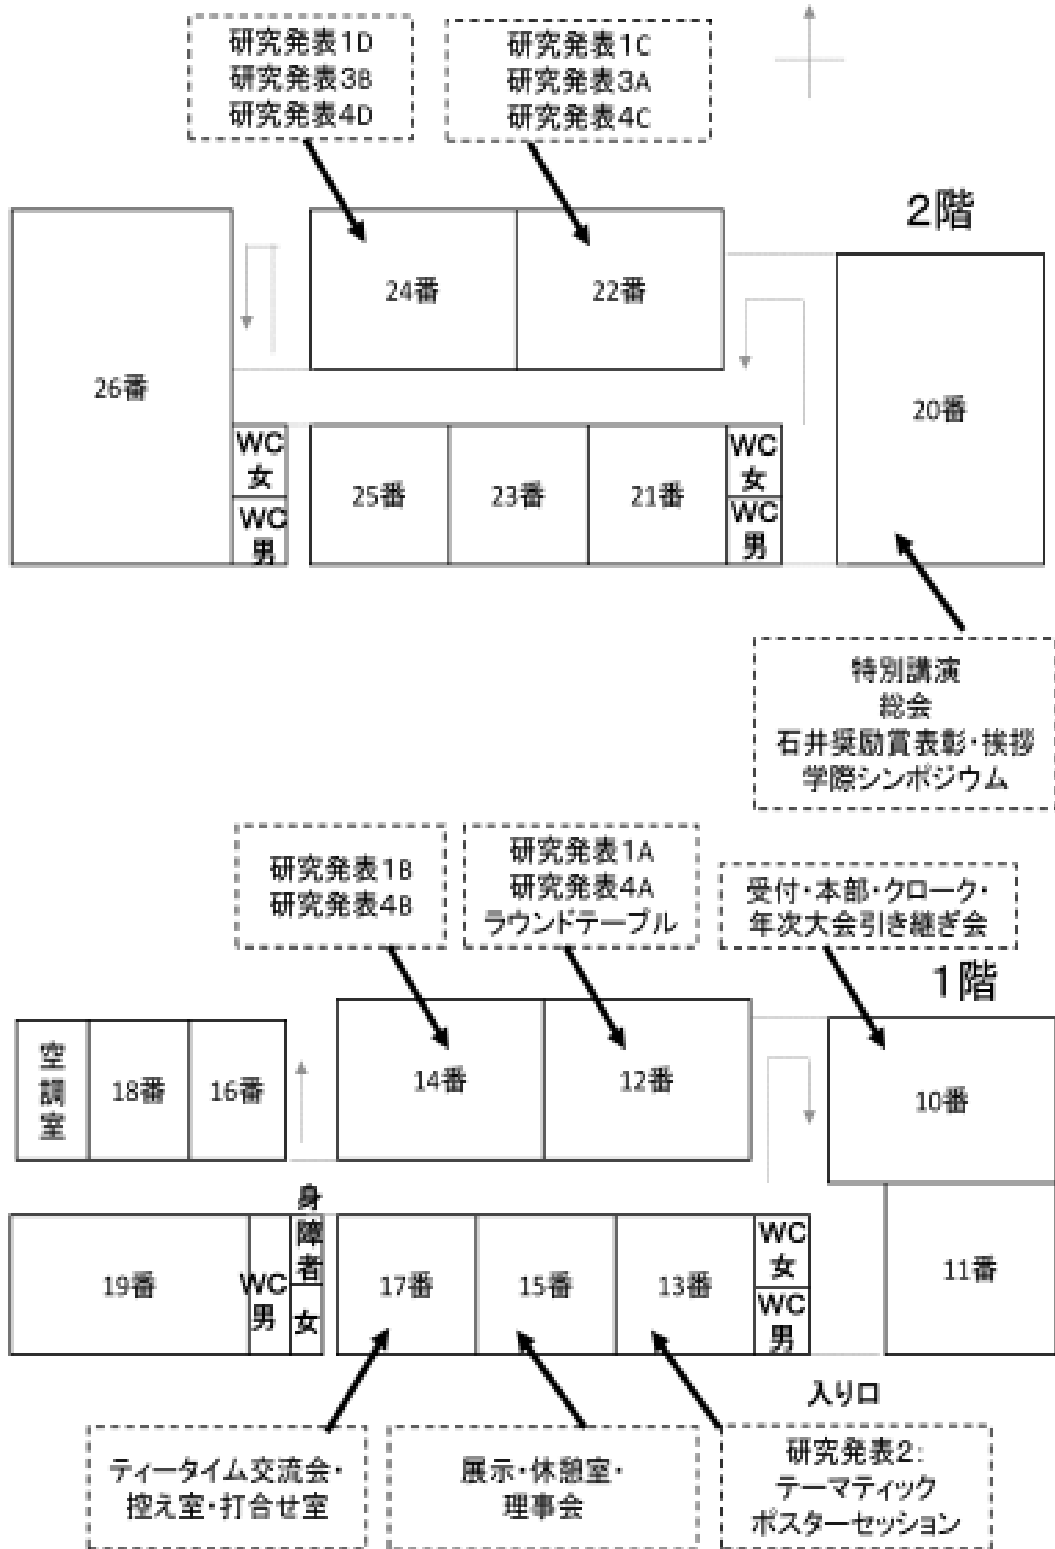 研究発表1D
研究発表3B
研究発表4D
研究発表1C
研究発表3A
研究発表4C
2階
24番
22番
26番
20番
WC
女
WC
男
25番
23番
21番
WC
女
WC
男
特別講演
総会
石井奨励賞表彰・挨拶
学際シンポジウム
研究発表1B
研究発表4B
研究発表1A
研究発表4A
ラウンドテーブル
受付・本部・クローク・
年次大会引き継ぎ会
1階
空調室
18番
16番
14番
12番
10番
19番
WC
男
身障者
女
17番
15番
13番
WC
女
WC
男
11番
入り口
ティータイム交流会・
控え室・打合せ室
展示・休憩室・
理事会
研究発表2:
テーマティック
ポスターセッション